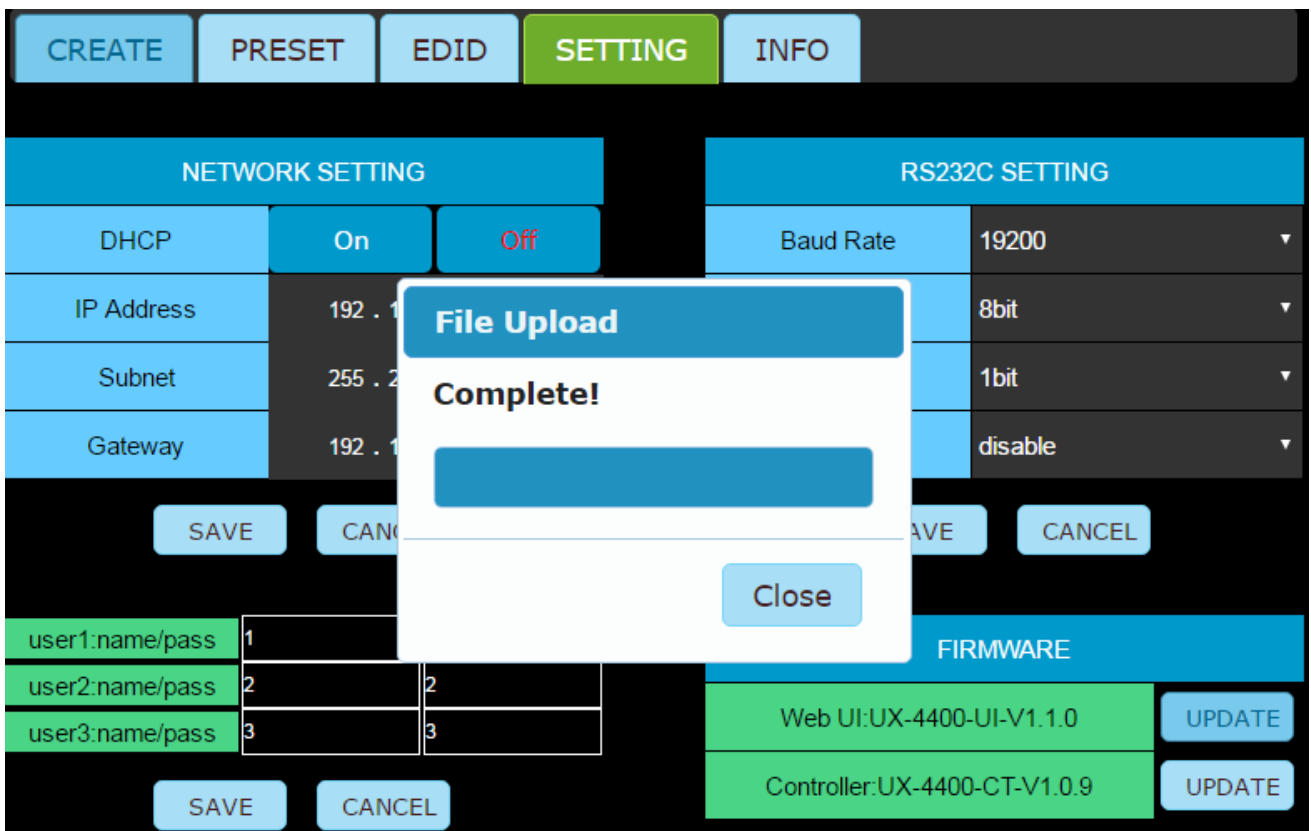 CREATE PRESET EDID SETTING INFO
NETWORK SETTING
DHCP On Off
IP Address 192 . 1
Subnet 255 . 2
Gateway 192 . 1
SAVE CANC
RS232C SETTING
Baud Rate 19200
8bit
1bit
disable
AVE CANCEL
File Upload
Complete!
Close
user1:name/pass 1
user2:name/pass 2 2
user3:name/pass 3 3
SAVE CANCEL
FIRMWARE
Web UI:UX-4400-UI-V1.1.0 UPDATE
Controller:UX-4400-CT-V1.0.9 UPDATE